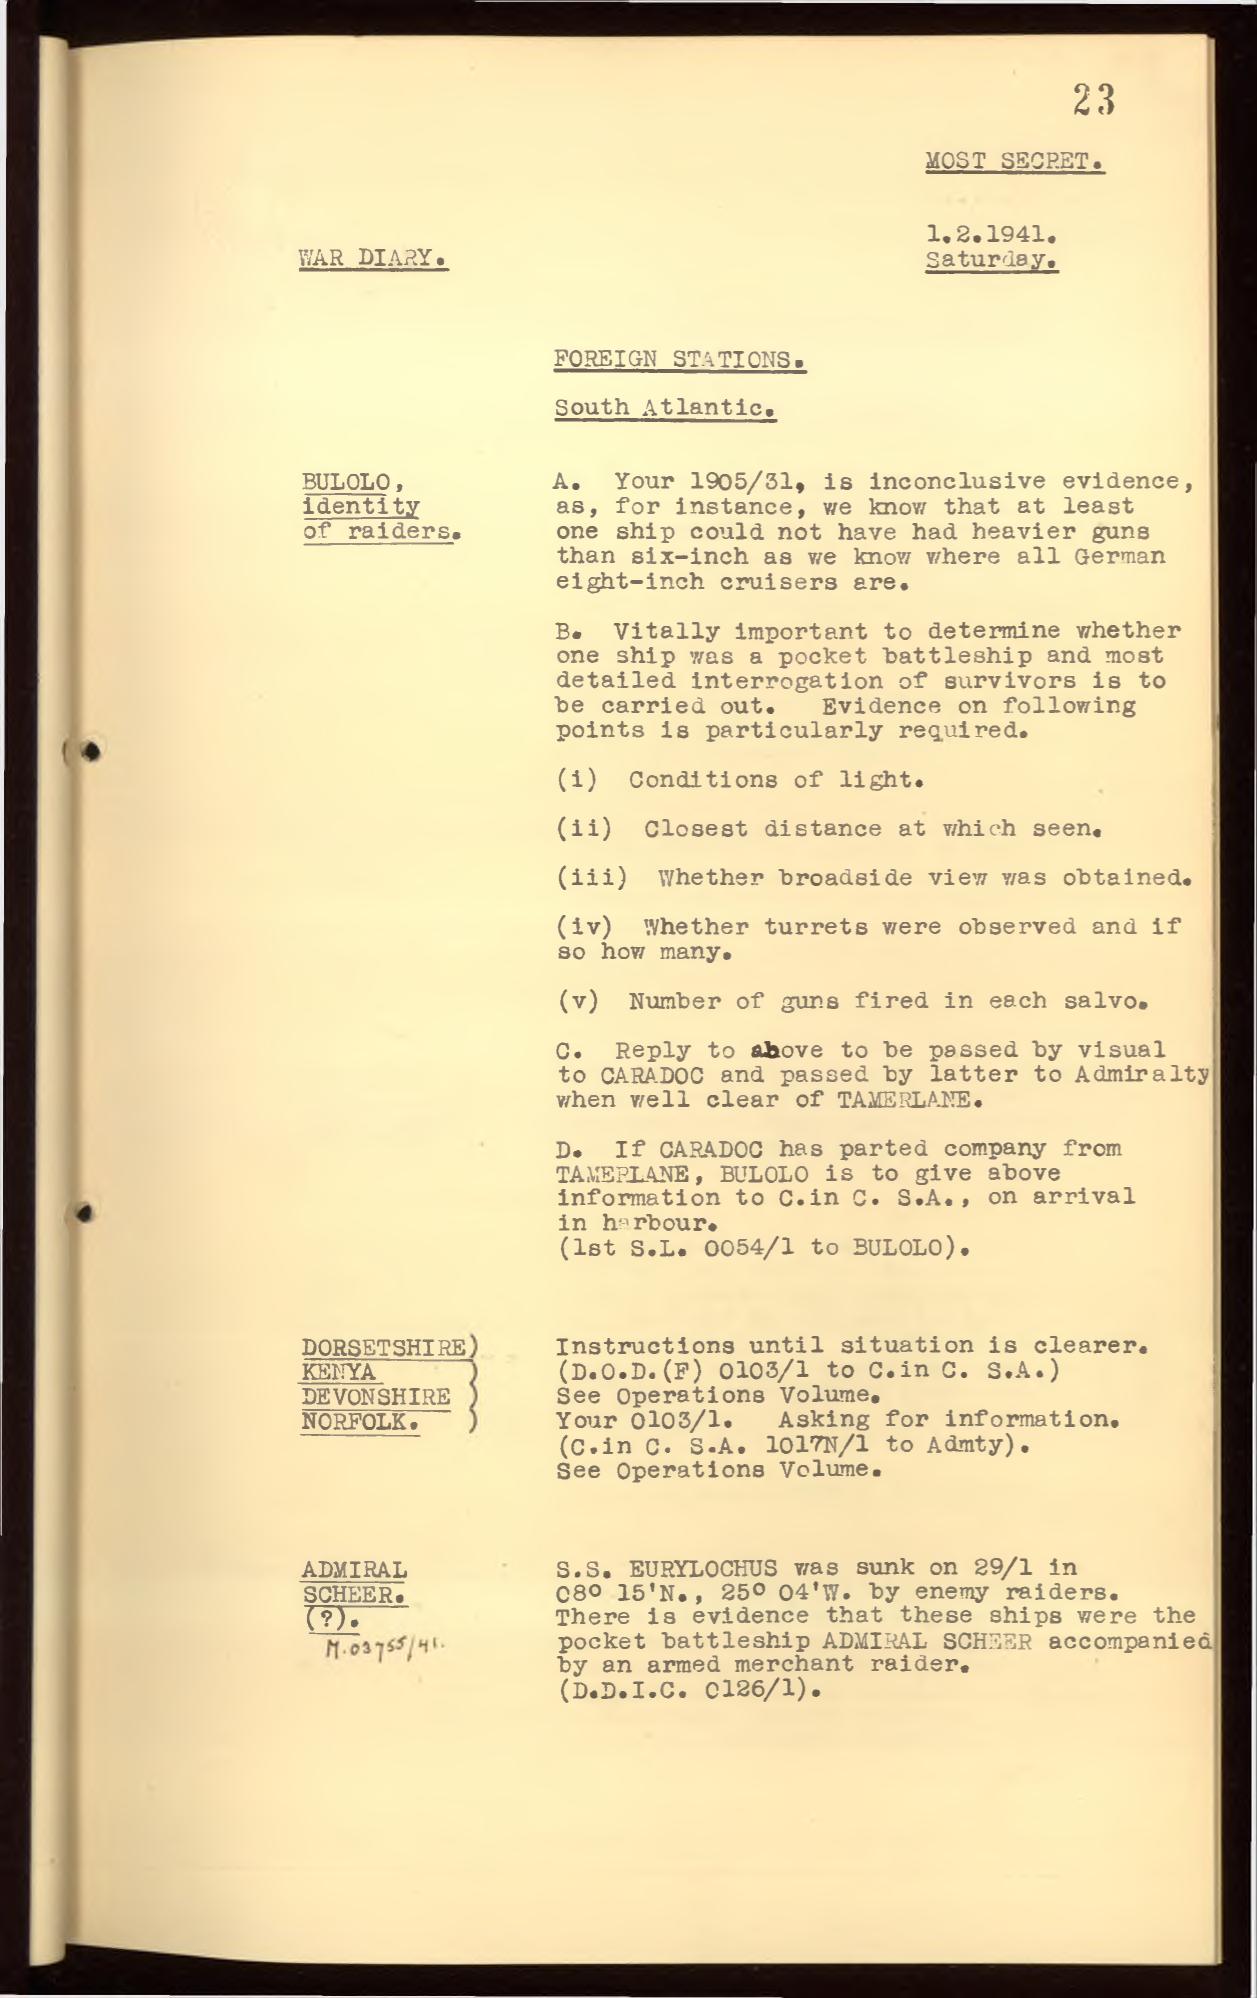 23
MOST SECRET.
1.2.1941.
Saturday.
WAR DIARY.
FOREIGN STATIONS.
South Atlantic.
BULOLO,
identity
of raiders.
A. Your 1905/31, is inconclusive evidence,
as, for instance, we know that at least
one ship could not have had heavier guns
than six-inch as we know where all German
eight-inch cruisers are.
B. Vitally important to determine whether
one ship was a pocket battleship and most
detailed interrogation of survivors is to
be carried out. Evidence on following
points is particularly required.
(i) Conditions of light.
(ii) Closest distance at which seen.
(iii) Whether broadside view was obtained.
(iv) Whether turrets were observed and if
so how many.
(v) Number of guns fired in each salvo.
C. Reply to above to be passed by visual
to CARADOC and passed by latter to Admiralty
when well clear of TAMERLANE.
D. If CARADOC has parted company from
TAMERLANE, BULOLO is to give above
information to C.in C. S.A., on arrival
in harbour.
(1st S.L. 0054/1 to BULOLO).
DORSETSHIRE)
KENYA )
DEVONSHIRE )
NORFOLK. )
Instructions until situation is clearer.
(D.O.D.(F) 0103/1 to C.in C. S.A.)
See Operations Volume.
Your 0103/1. Asking for information.
(C.in C. S.A. 1017N/1 to Admty).
See Operations Volume.
ADMIRAL
SCHEER.
(?).
M.03755/41.
S.S. EURYLOCHUS was sunk on 29/1 in
08° 15'N., 25° 04'W. by enemy raiders.
There is evidence that these ships were the
pocket battleship ADMIRAL SCHEER accompanied
by an armed merchant raider.
(D.D.I.C. 0126/1).